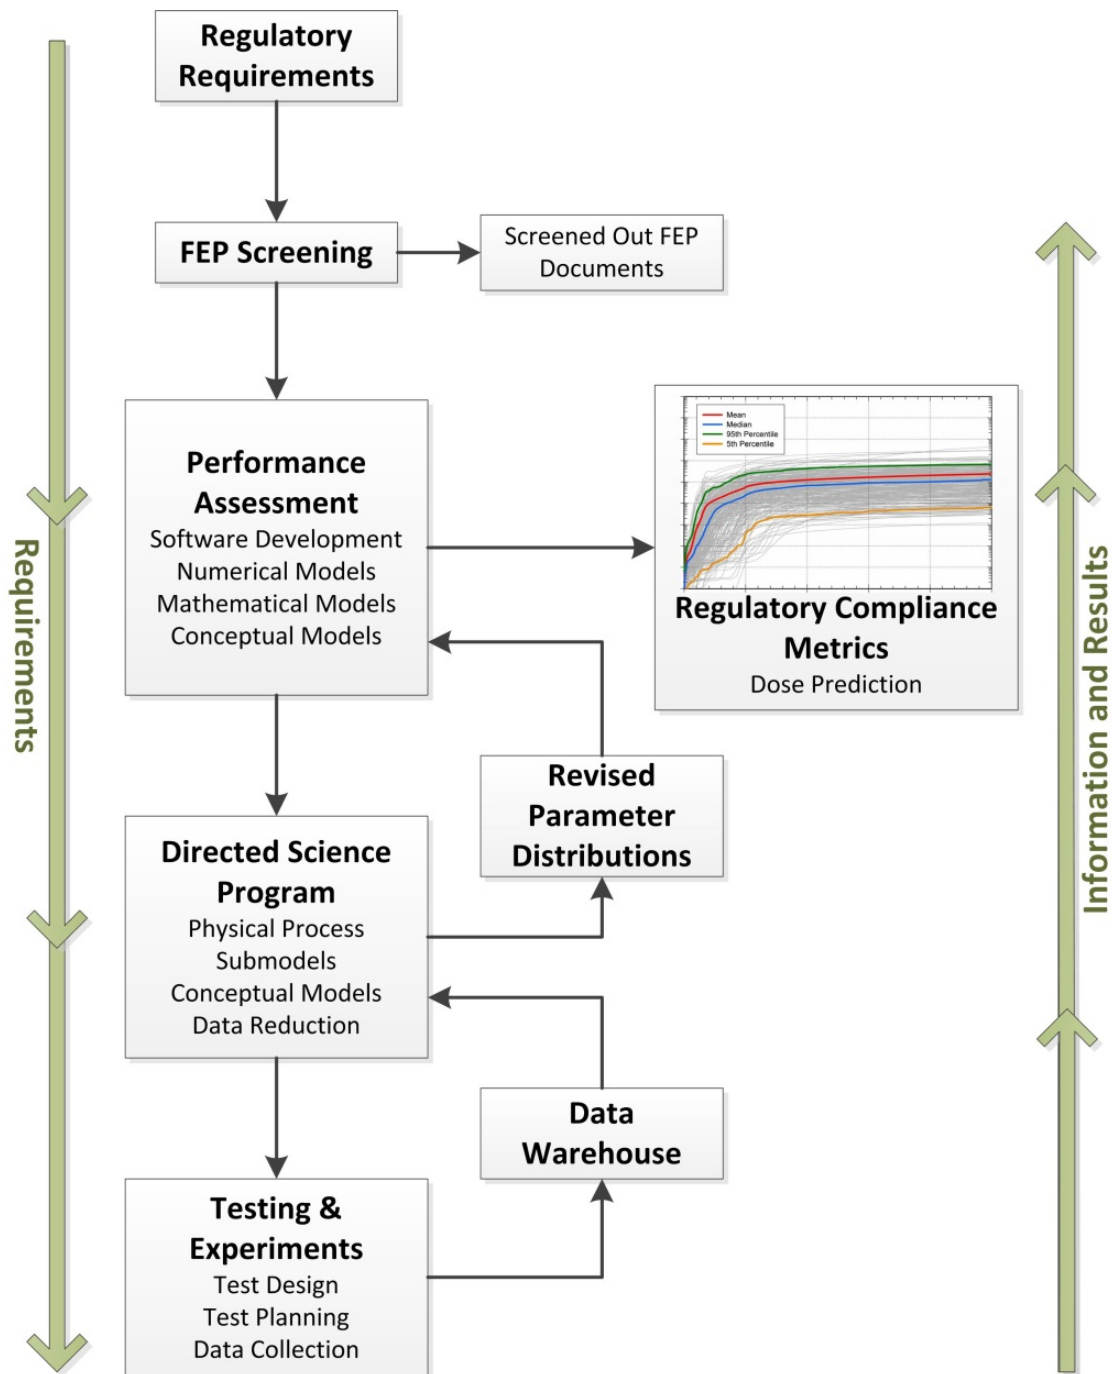 Regulatory
Requirements
FEP Screening
Screened Out FEP
Documents
Performance
Assessment
Software Development
Numerical Models
Mathematical Models
Conceptual Models
Mean
Median
95th Percentile
5th Percentile
Regulatory Compliance
Metrics
Dose Prediction
Requirements
Information and Results
Revised
Parameter
Distributions
Directed Science
Program
Physical Process
Submodels
Conceptual Models
Data Reduction
Data
Warehouse
Testing &
Experiments
Test Design
Test Planning
Data Collection